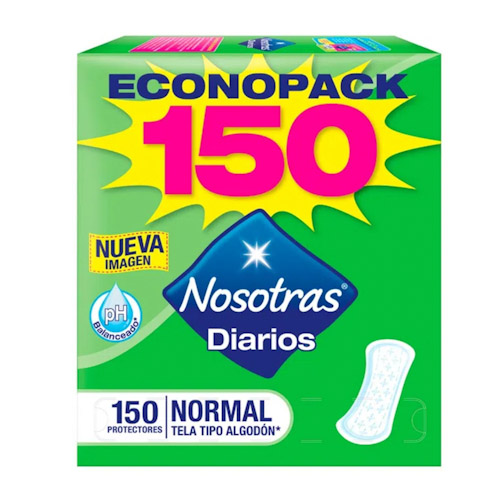 ECONOPACK
150
NUEVA
IMAGEN
Nosotras®
Diarios
pH
Balanceado*
150
PROTECTORES
NORMAL
TELA TIPO ALGODÓN*